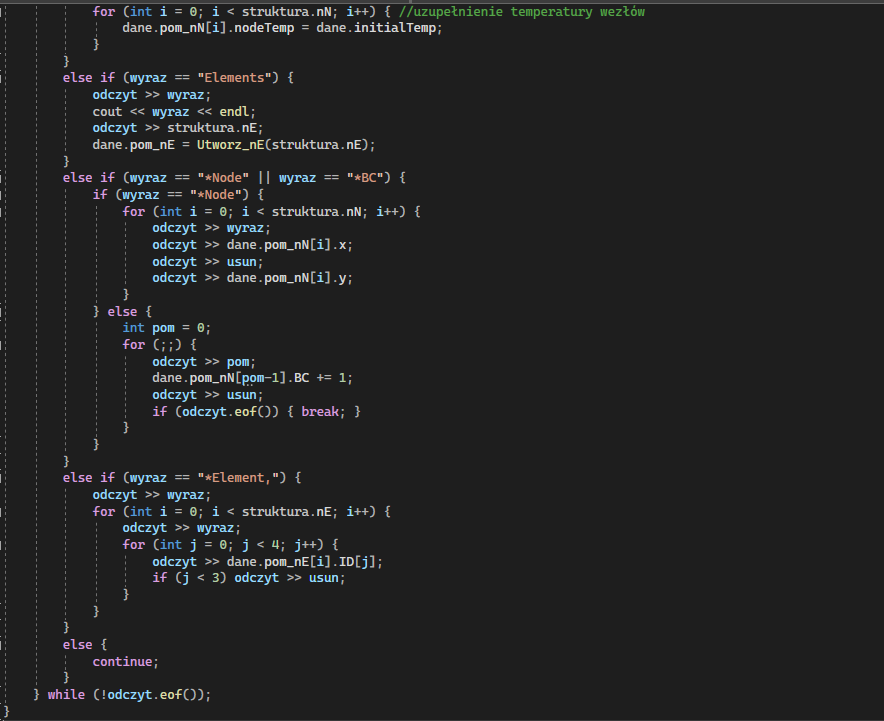 for (int i = 0; i < struktura.nN; i++) { //uzupełnienie temperatury wezłów
dane.pom_nN[i].nodeTemp = dane.initialTemp;
}
}
else if (wyraz == "Elements") {
odczyt >> wyraz;
cout << wyraz << endl;
odczyt >> struktura.nE;
dane.pom_nE = Utworz_nE(struktura.nE);
}
else if (wyraz == "*Node" || wyraz == "*BC") {
if (wyraz == "*Node") {
for (int i = 0; i < struktura.nN; i++) {
odczyt >> wyraz;
odczyt >> dane.pom_nN[i].x;
odczyt >> usun;
odczyt >> dane.pom_nN[i].y;
}
} else {
int pom = 0;
for (;;) {
odczyt >> pom;
dane.pom_nN[pom-1].BC += 1;
odczyt >> usun;
if (odczyt.eof()) { break; }
}
}
}
else if (wyraz == "*Element,") {
odczyt >> wyraz;
for (int i = 0; i < struktura.nE; i++) {
odczyt >> wyraz;
for (int j = 0; j < 4; j++) {
odczyt >> dane.pom_nE[i].ID[j];
if (j < 3) odczyt >> usun;
}
}
}
else {
continue;
}
} while (!odczyt.eof());
}